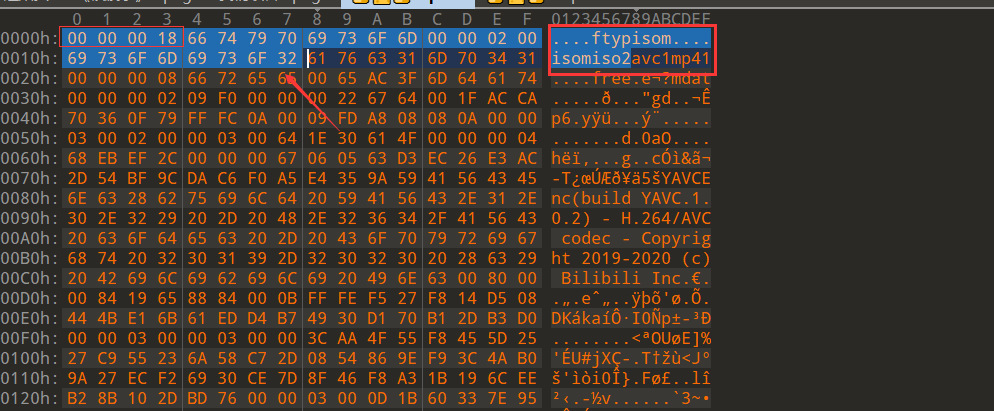 0 1 2 3 4 5 6 7 8 9 A B C D E F 0123456789ABCDEF
0000h: 00 00 00 18 66 74 79 70 69 73 6F 6D 00 00 02 00 ....ftypisom....
0010h: 69 73 6F 6D 69 73 6F 32 61 76 63 31 6D 70 34 31 isomiso2avc1mp41
0020h: 00 00 00 08 66 72 65 65 00 65 AC 3F 6D 64 61 74 ....free.e¬?mdat
0030h: 00 00 00 02 09 F0 00 00 00 22 67 64 00 1F AC CA .....ð..."gd..¬Ê
0040h: 70 36 0F 79 FF FC 0A 00 09 FD A8 08 08 0A 00 00 p6.yÿü...ý¨.....
0050h: 03 00 02 00 00 03 00 64 1E 30 61 4F 00 00 00 04 .......d.0aO....
0060h: 68 EB EF 2C 00 00 00 67 06 05 63 D3 EC 26 E3 AC hëï,...g..cÓì&ã¬
0070h: 2D 54 BF 9C DA C6 F0 A5 E4 35 9A 59 41 56 43 45 -T¿œÚÆð¥ä5šYAVCE
0080h: 6E 63 28 62 75 69 6C 64 20 59 41 56 43 2E 31 2E nc(build YAVC.1.
0090h: 30 2E 32 29 20 2D 20 48 2E 32 36 34 2F 41 56 43 0.2) - H.264/AVC
00A0h: 20 63 6F 64 65 63 20 2D 20 43 6F 70 79 72 69 67 codec - Copyrig
00B0h: 68 74 20 32 30 31 39 2D 32 30 32 30 20 28 63 29 ht 2019-2020 (c)
00C0h: 20 42 69 6C 69 62 69 6C 69 20 49 6E 63 00 80 00 Bilibili Inc.€.
00D0h: 00 84 19 65 88 84 00 0B FF FE F5 27 F8 14 D5 08 .„.eˆ„..ÿþõ'ø.Õ.
00E0h: 44 4B E1 6B 61 ED D4 B7 49 30 D1 70 B1 2D B3 D0 DKákaíÔ·I0Ñp±-³Ð
00F0h: 00 00 03 00 00 03 00 00 3C AA 4F 55 F8 45 5D 25 ........<ªOUøE]%
0100h: 27 C9 55 23 6A 58 C7 2D 08 54 86 9E F9 3C 4A B0 'ÉU#jXÇ-.T†žù<J°
0110h: 9A 27 EC F2 69 30 CE 7D 8F 46 F8 A3 1B 19 6C EE š'ìòi0Î}.Fø£..lî
0120h: B2 8B 10 2D BD 76 00 00 03 00 0D 1B 60 33 7E 95 ²‹.-½v......`3~•